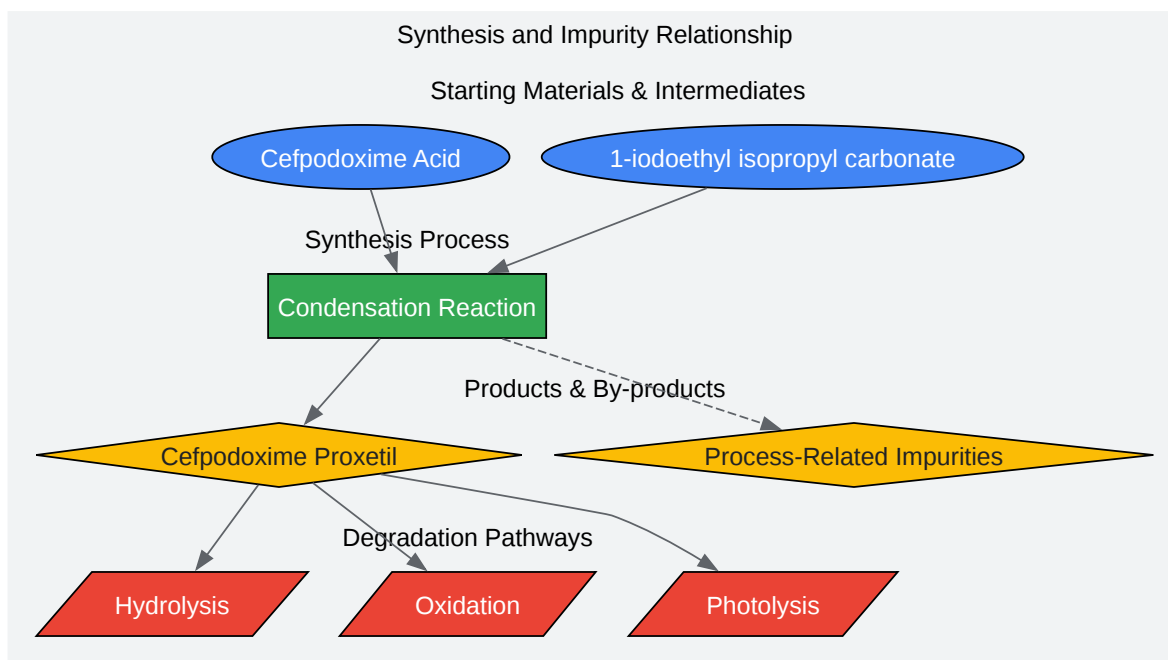 Synthesis and Impurity Relationship
Starting Materials & Intermediates
Cefpodoxime Acid
1-iodoethyl isopropyl carbonate
Synthesis Process
Condensation Reaction
Products & By-products
Cefpodoxime Proxetil
Process-Related Impurities
Degradation Pathways
Hydrolysis
Oxidation
Photolysis